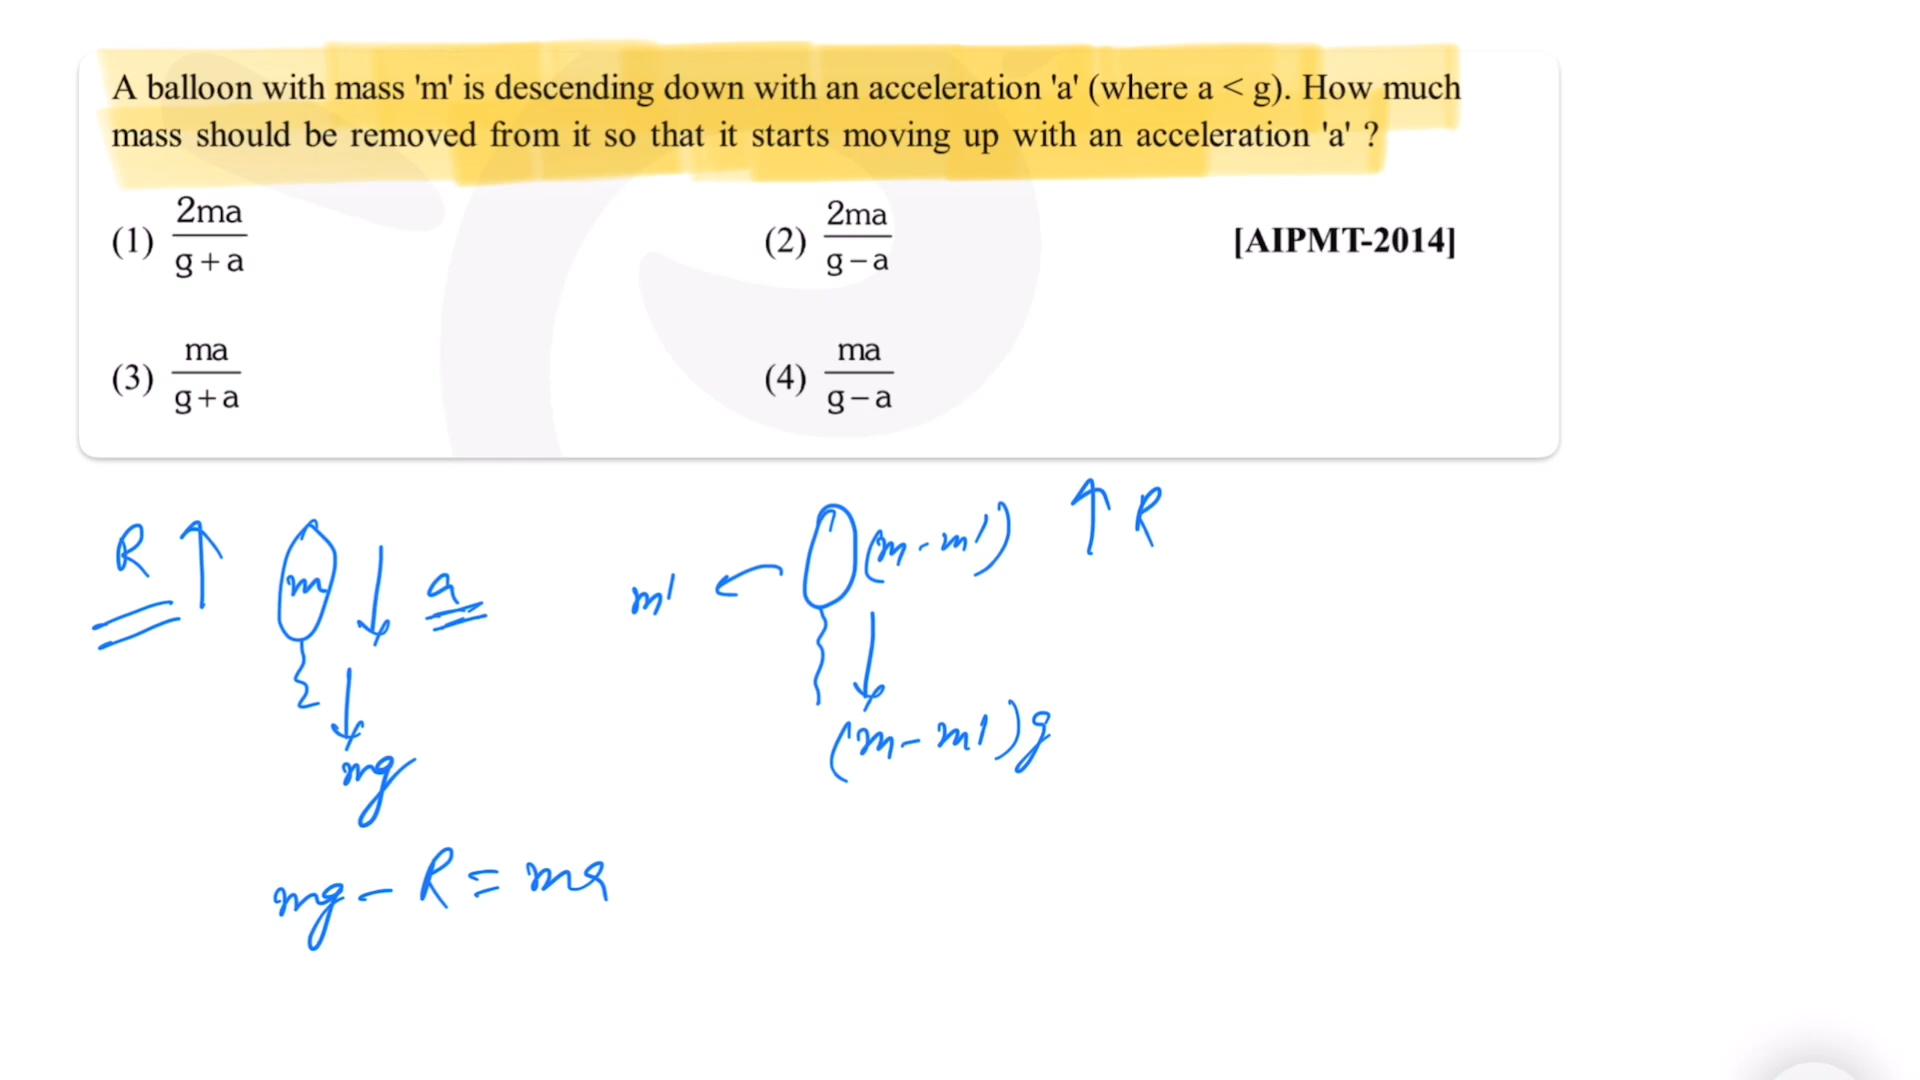 A balloon with mass 'm' is descending down with an acceleration 'a' (where a < g). How much
mass should be removed from it so that it starts moving up with an acceleration 'a' ?
(1) 2ma/g+a (2) 2ma/g−a [AIPMT-2014]
(3) ma/g+a (4) ma/g−a
R ↑ m ↓ a
mg
m' ← (m-m') ↑ R
(m-m')g
mg - R = ma